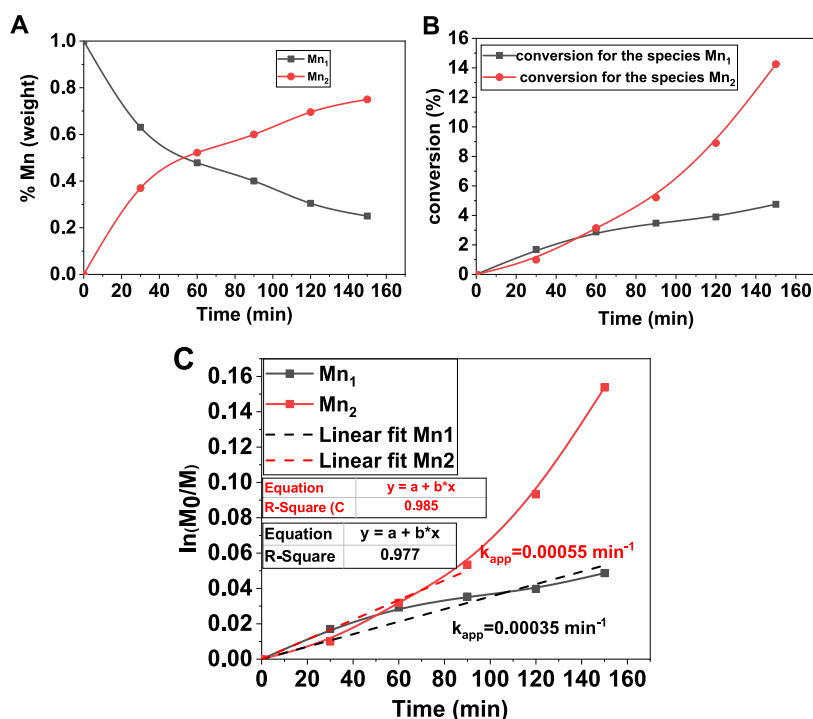 A
% Mn (weight)
1.0
0.8
0.6
0.4
0.2
0.0
Mn₁
Mn₂
0 20 40 60 80 100 120 140 160
Time (min)
B
conversion (%)
16
14
12
10
8
6
4
2
0
conversion for the species Mn₁
conversion for the species Mn₂
0 20 40 60 80 100 120 140 160
Time (min)
C
ln(M₀/M)
0.16
0.14
0.12
0.10
0.08
0.06
0.04
0.02
0.00
Mn₁
Mn₂
Linear fit Mn1
Linear fit Mn2
Equation y = a + b*x
R-Square (C 0.985
Equation y = a + b*x
R-Square 0.977
kapp=0.00055 min⁻¹
kapp=0.00035 min⁻¹
0 20 40 60 80 100 120 140 160
Time (min)